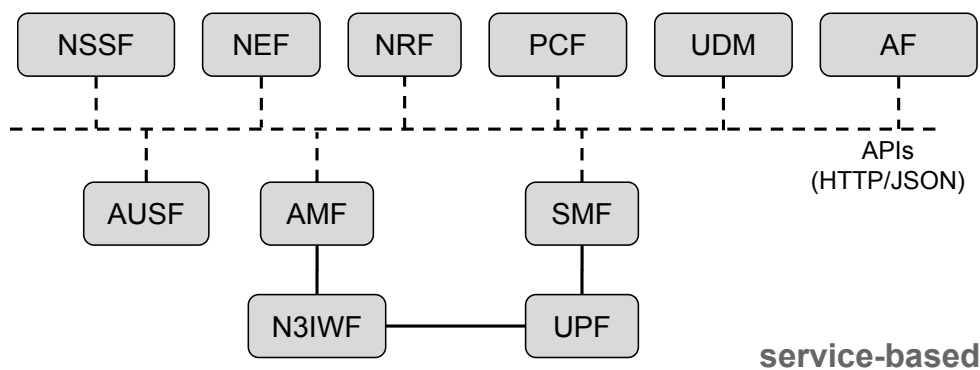 NSSF NEF NRF PCF UDM AF
APIs
(HTTP/JSON)
AUSF AMF SMF
N3IWF UPF
service-based